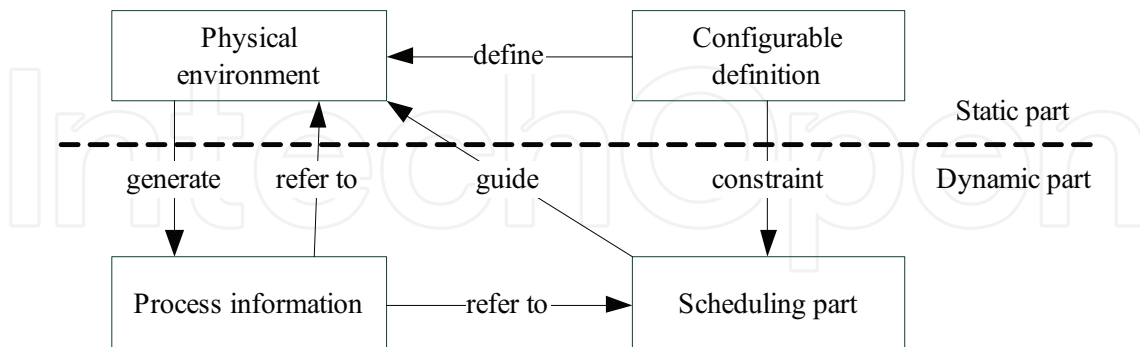 Physical
environment
define
Configurable
definition
Static part
IntechOpen
generate
refer to
guide
constraint
Dynamic part
Process information
refer to
Scheduling part